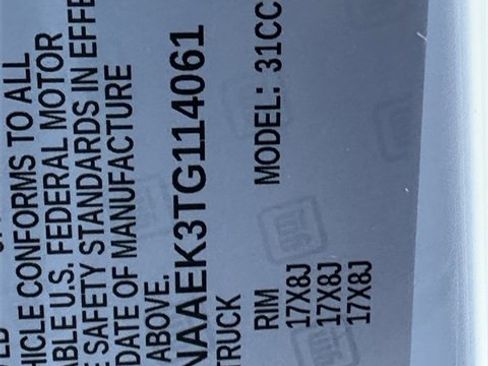 HICLE CONFORMS TO ALL
ABLE U.S. FEDERAL MOTOR
SAFETY STANDARDS IN EFFE
DATE OF MANUFACTURE
ABOVE.
NAAEK3TG114061
TRUCK MODEL: 31CC
RIM
17X8J
17X8J
17X8J